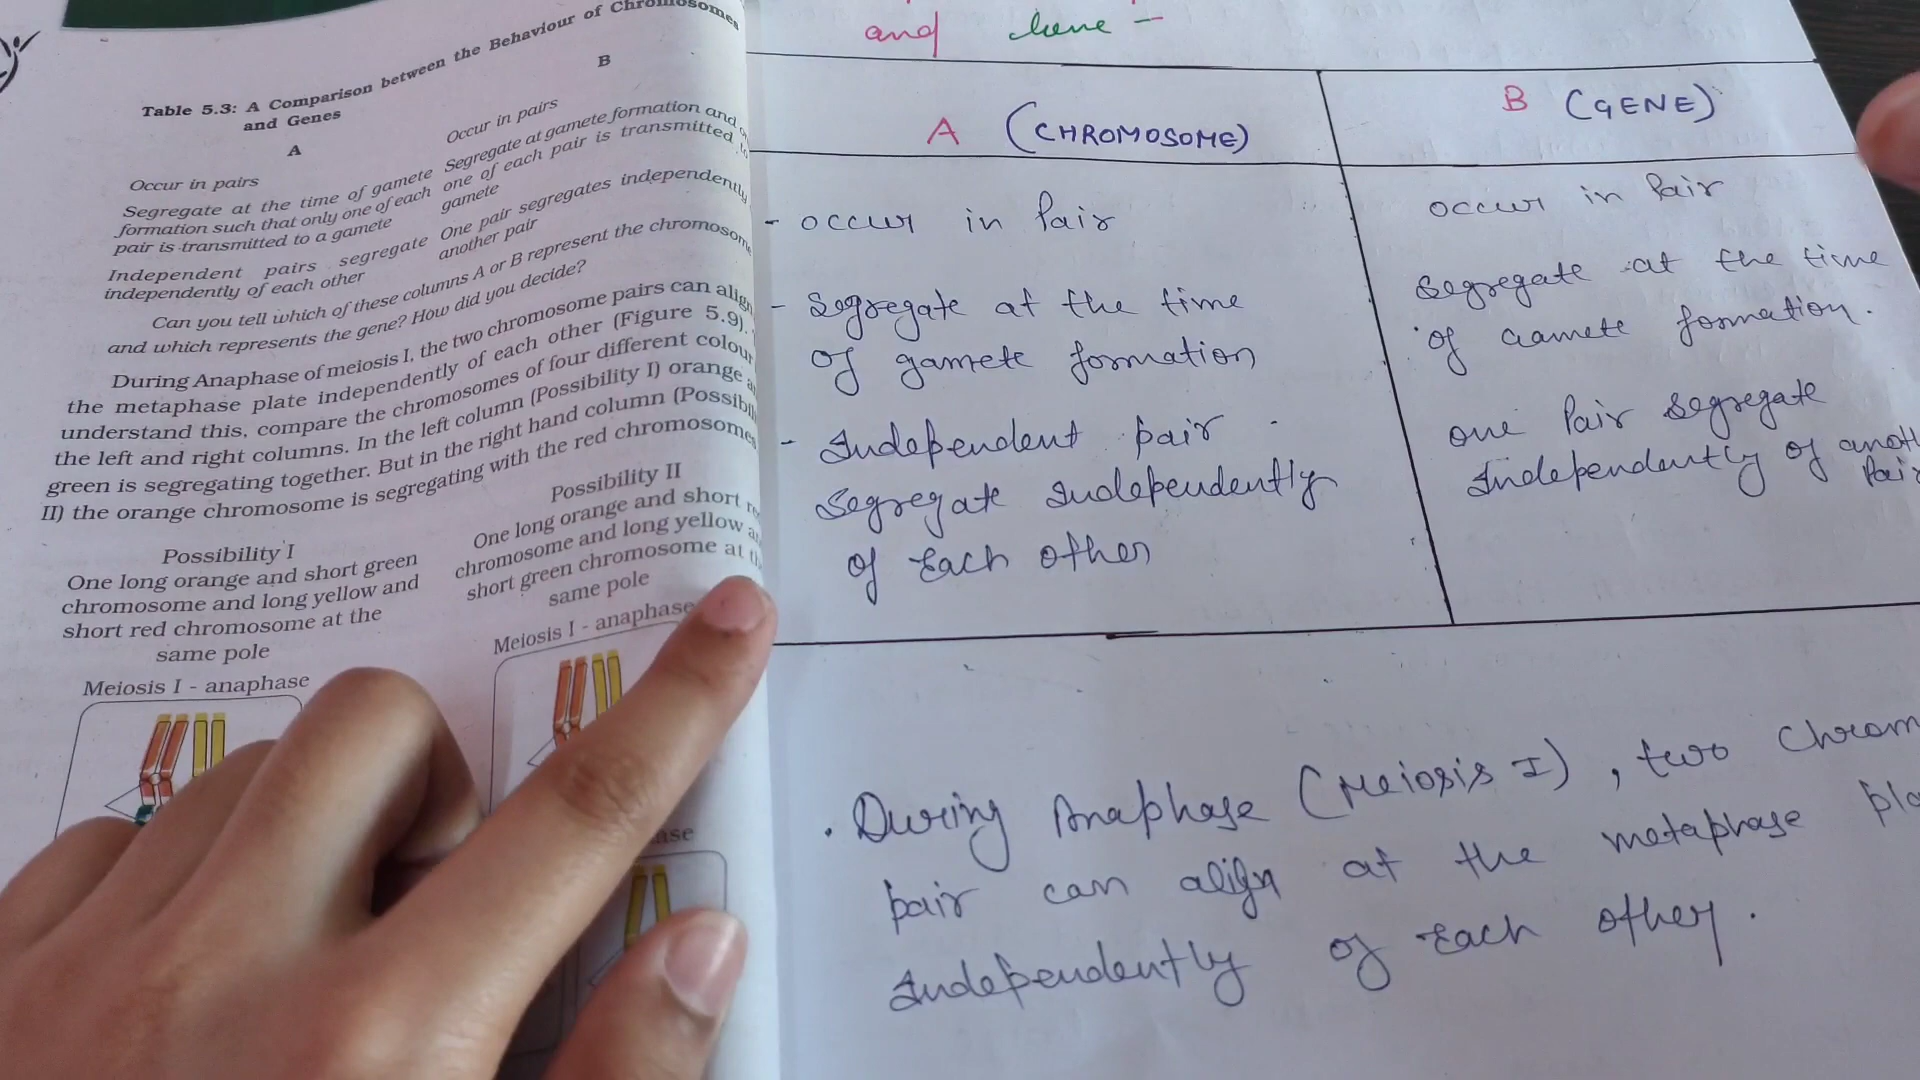 Table 5.3: A Comparison between the Behaviour of Chromosomes
and Genes
A
B
Occur in pairs
Occur in pairs
Segregate at the time of gamete
formation such that only one of each
pair is transmitted to a gamete
Segregate at gamete formation and
one of each pair is transmitted
gamete
Independent pairs segregate
independently of each other
One pair segregates independently
another pair
Can you tell which of these columns A or B represent the chromosome
and which represents the gene? How did you decide?
During Anaphase of meiosis I, the two chromosome pairs can align
the metaphase plate independently of each other (Figure 5.9).
understand this, compare the chromosomes of four different colour
the left and right columns. In the left column (Possibility I) orange
green is segregating together. But in the right hand column (Possibi
II) the orange chromosome is segregating with the red chromosomes
Possibility I
One long orange and short green
chromosome and long yellow and
short red chromosome at the
same pole
Meiosis I - anaphase
Possibility II
One long orange and short
chromosome and long yellow
short green chromosome at
same pole
Meiosis I - anaphase
ase
and Gene -
A (CHROMOSOME)
B (GENE)
- occur in Pair
- Segregate at the time
of gamete formation
- Independent pair
Segregate Independently
of Each other
occur in Pair
Segregate at the time
of Gamete formation.
one Pair Segregate
Independently of anoth
Pair
. During Anaphase (Meiosis I), two Chrom
pair can align at the metaphase pla
Independently of Each other.